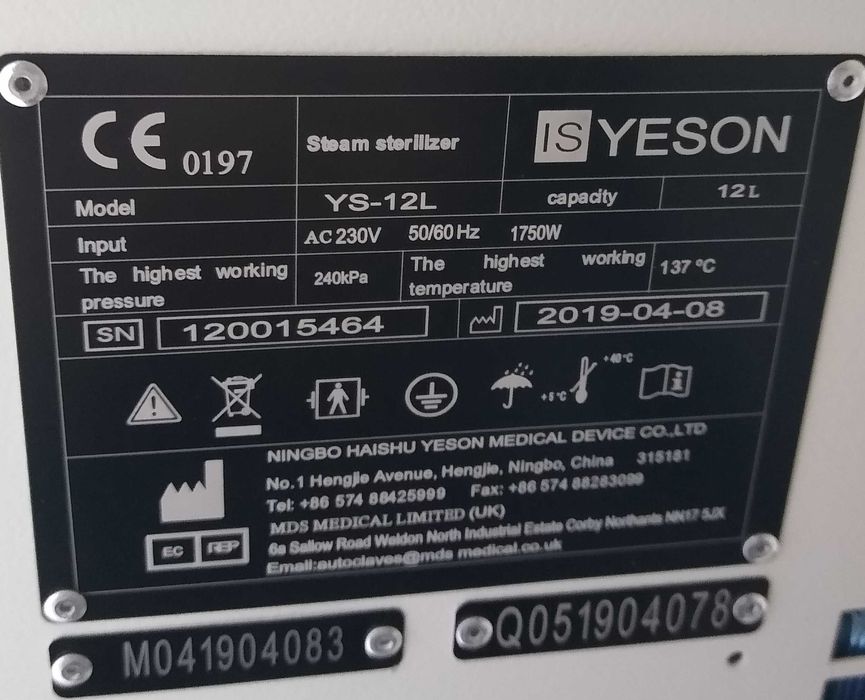 CE 0197
Steam sterilizer
IS YESON
Model YS-12L capacity 12L
Input AC 230V 50/60 Hz 1750W
The highest working pressure 240kPa
The highest working temperature 137 ºC
SN 120015464
2019-04-08
+5°C +40°C
NINGBO HAISHU YESON MEDICAL DEVICE CO.,LTD
No.1 Hengjie Avenue, Hengjie, Ningbo, China 315181
Tel: +86 574 88425999 Fax: +86 574 88283099
MDS MEDICAL LIMITED (UK)
EC REP
6a Sallow Road Weldon North Industrial Estate Corby Northants NN17 5JX
Email:autoclaves@mds medical.co.uk
M041904083
Q051904078